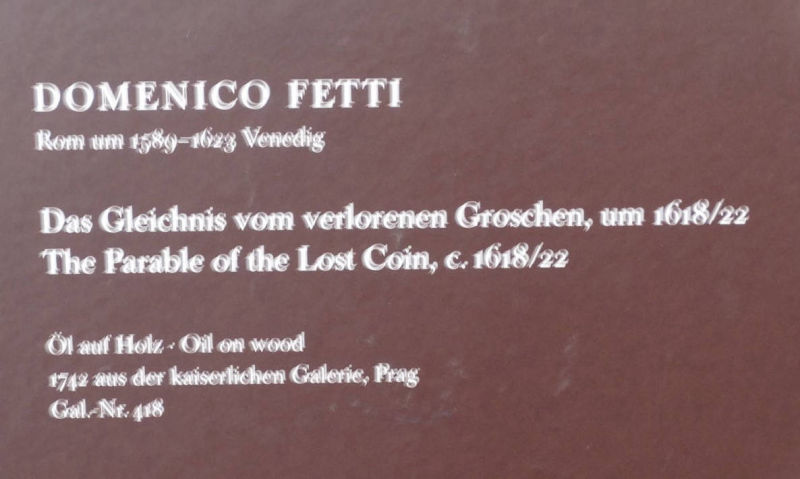 DOMENICO FETTI
Rom um 1589–1623 Venedig
Das Gleichnis vom verlorenen Groschen, um 1618/22
The Parable of the Lost Coin, c. 1618/22
Öl auf Holz · Oil on wood
1742 aus der kaiserlichen Galerie, Prag
Gal.-Nr. 418